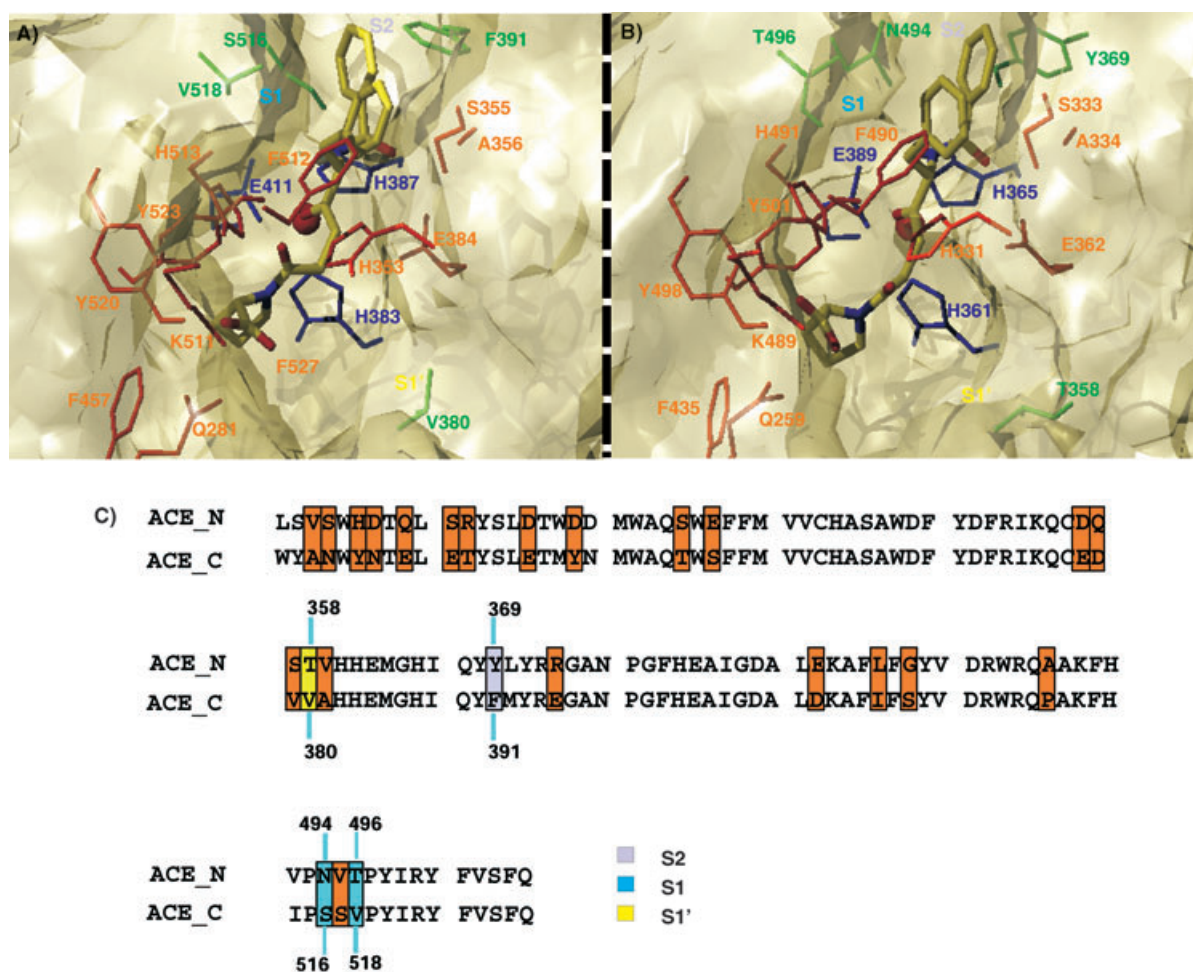 A)
S2
F391
S516
V518
S1
S355
A356
H513
F512
E411
H387
Y523
E384
H353
Y520
H383
K511
F527
F457
S1'
Q281
V380
B)
T496
N494
S2
Y369
S1
S333
H491
F490
A334
E389
H365
Y501
E362
H331
Y498
H361
K489
F435
S1'
T358
Q259
C)
ACE_N LSVSWHDTQL SRYSLDTWDD MWAQSWEFFM VVCHASAWDF YDFRIKQCDQ
ACE_C WYANWYNTEL ETYSLETMYN MWAQTWSFFM VVCHASAWDF YDFRIKQCED
358 369
ACE_N STVHHEMGHI QYYLYRRGAN PGFHEAIGDA LEKAFLFGYV DRWRQAAKFH
ACE_C VVAHHEMGHI QYFMYREGAN PGFHEAIGDA LDKAFIFSYV DRWRQPAKFH
380 391
494 496
ACE_N VPNVTPYIRY FVSFQ
ACE_C IPSSVPYIRY FVSFQ
516 518
S2
S1
S1'